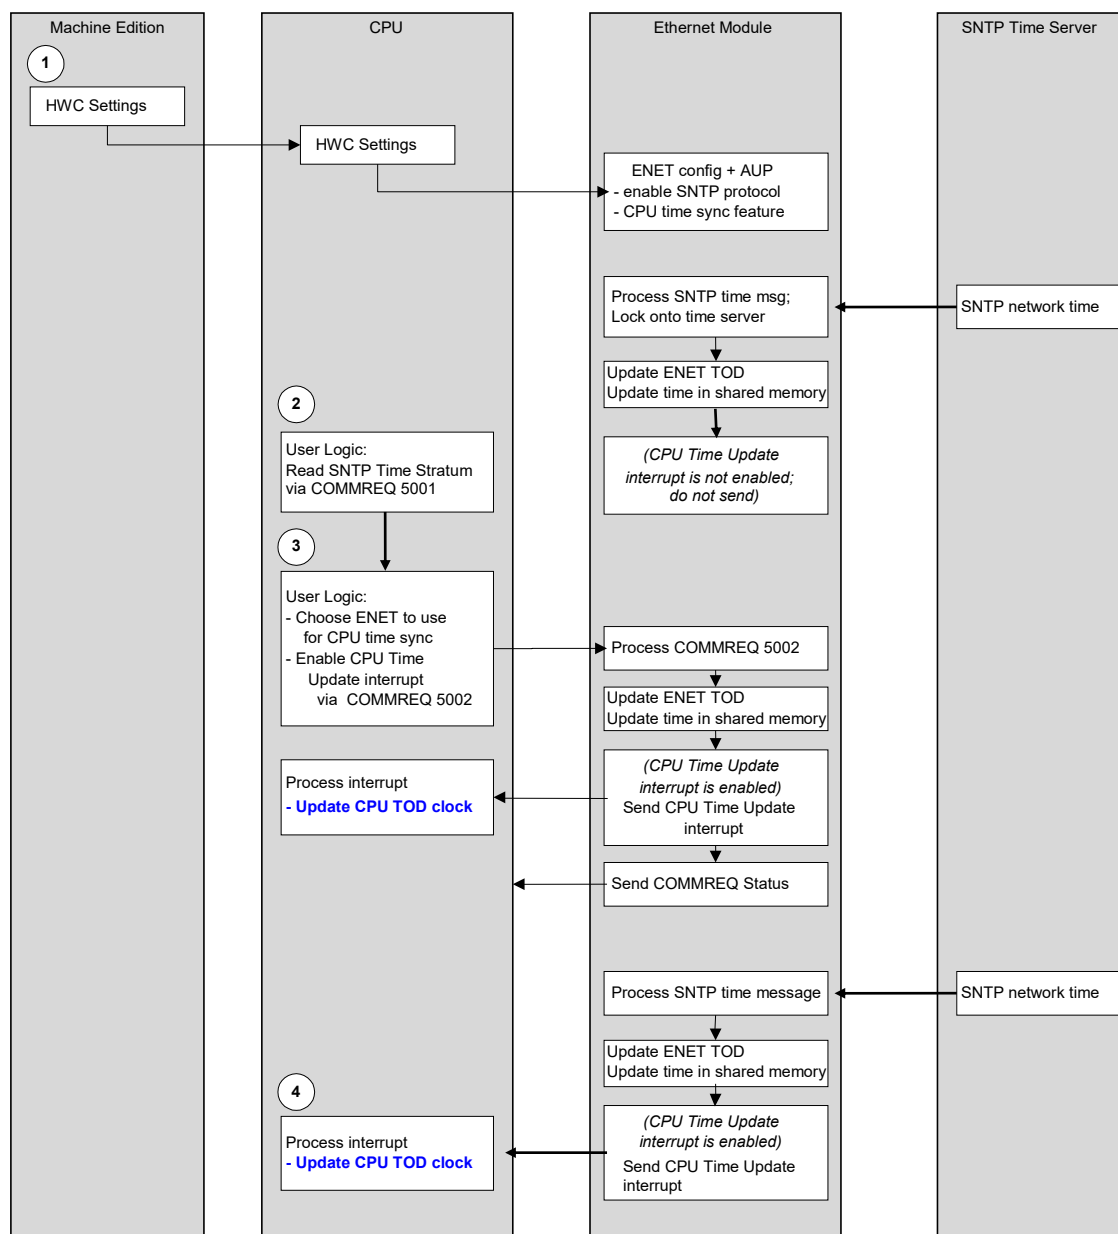 Machine Edition
CPU
Ethernet Module
SNTP Time Server
1
HWC Settings
HWC Settings
ENET config + AUP
- enable SNTP protocol
- CPU time sync feature
Process SNTP time msg;
Lock onto time server
SNTP network time
Update ENET TOD
Update time in shared memory
2
User Logic:
Read SNTP Time Stratum
via COMMREQ 5001
(CPU Time Update
interrupt is not enabled;
do not send)
3
User Logic:
- Choose ENET to use
for CPU time sync
- Enable CPU Time
Update interrupt
via COMMREQ 5002
Process COMMREQ 5002
Update ENET TOD
Update time in shared memory
(CPU Time Update
interrupt is enabled)
Send CPU Time Update
interrupt
Process interrupt
- Update CPU TOD clock
Send COMMREQ Status
Process SNTP time message
SNTP network time
Update ENET TOD
Update time in shared memory
4
(CPU Time Update
interrupt is enabled)
Send CPU Time Update
interrupt
Process interrupt
- Update CPU TOD clock